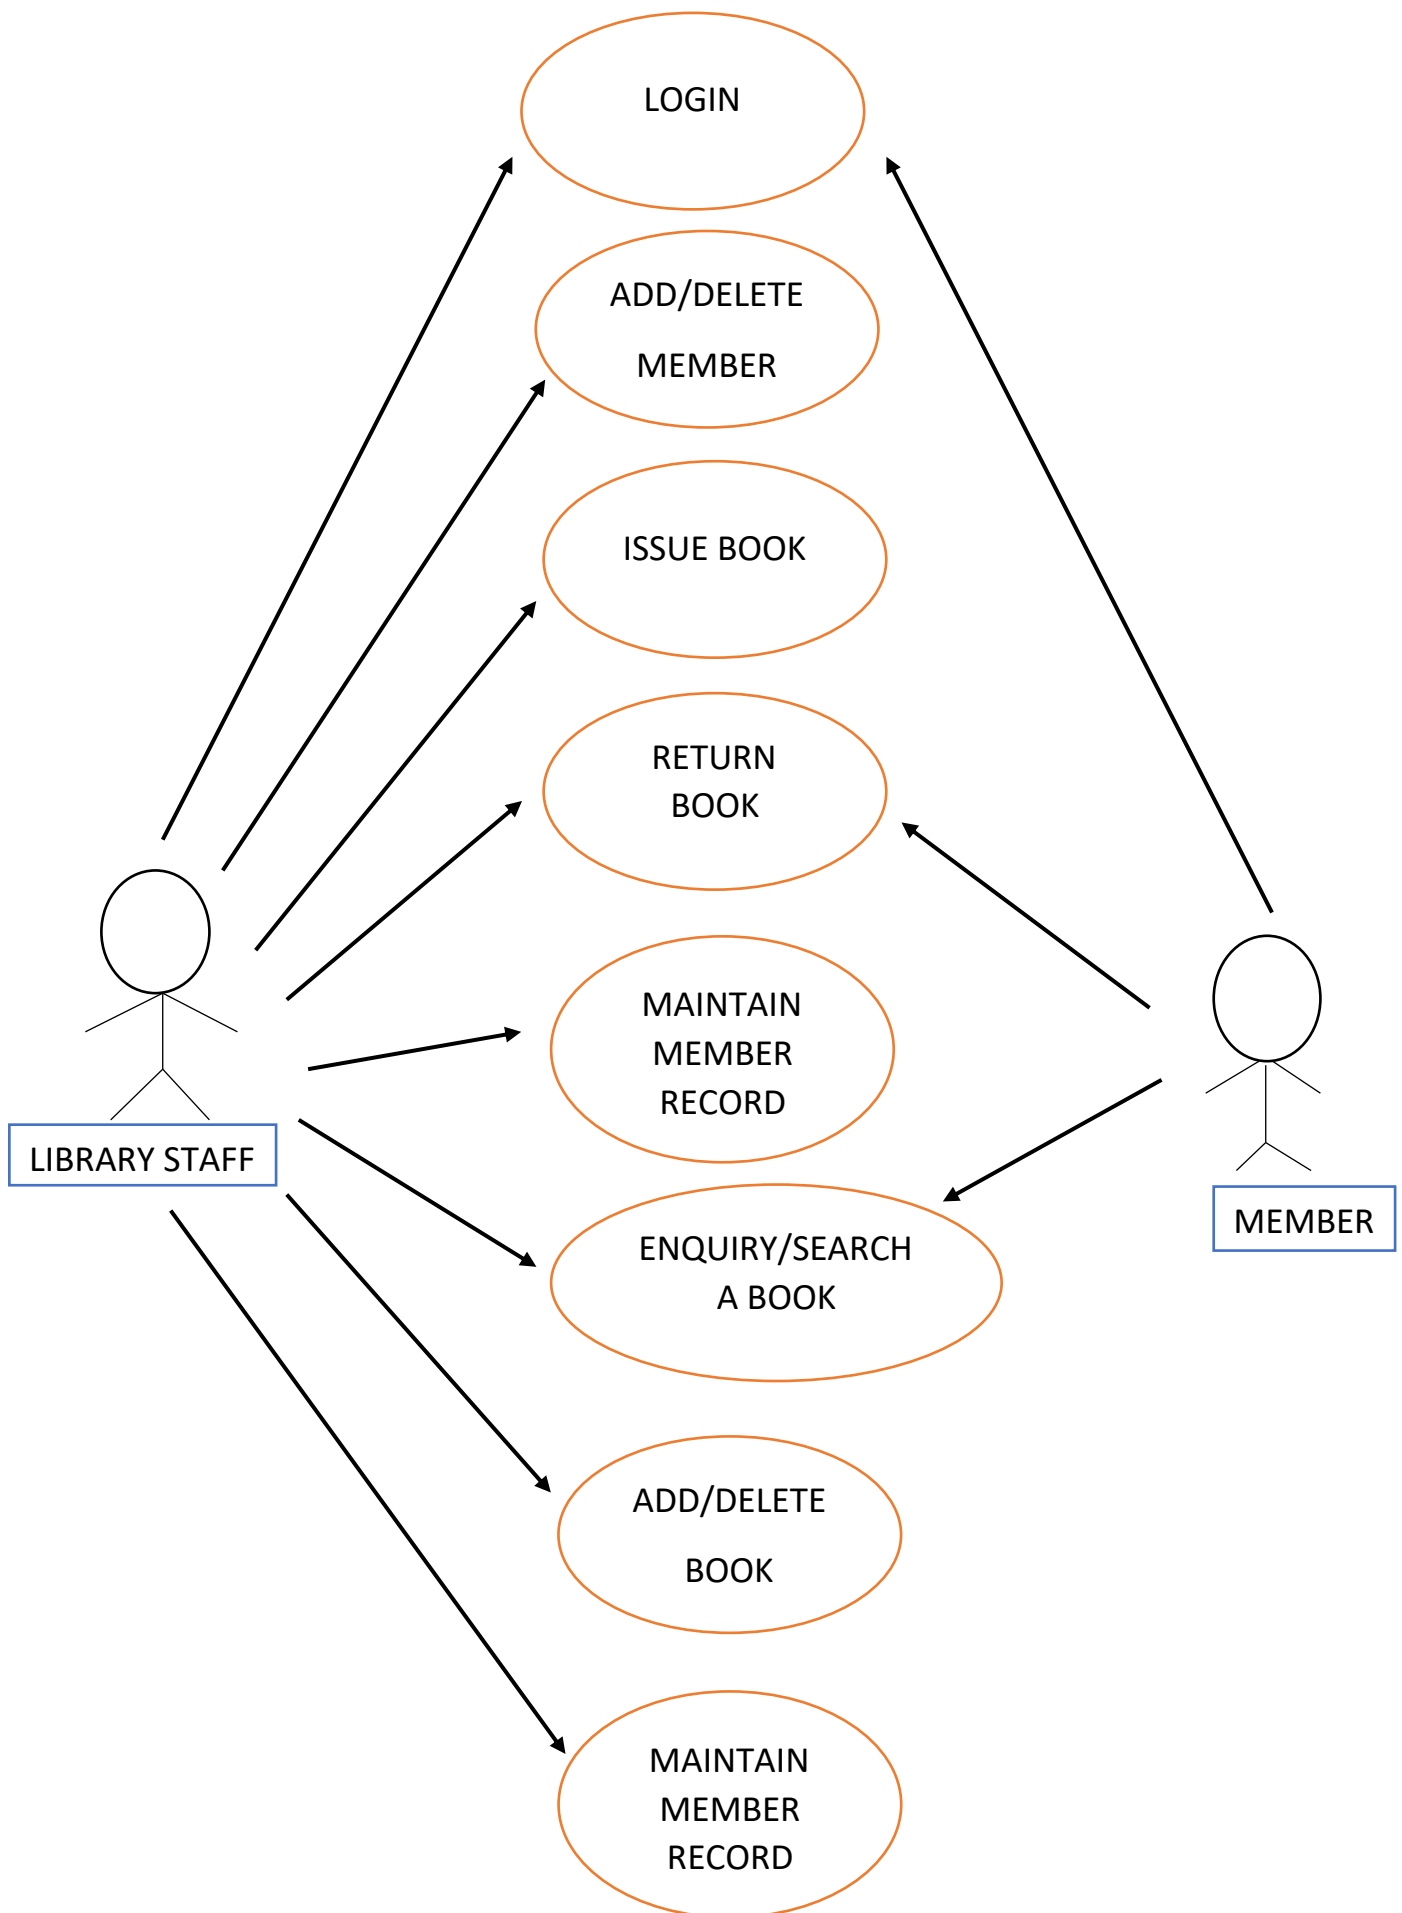 LOGIN
ADD/DELETE
MEMBER
ISSUE BOOK
RETURN
BOOK
MAINTAIN
MEMBER
RECORD
LIBRARY STAFF
MEMBER
ENQUIRY/SEARCH
A BOOK
ADD/DELETE
BOOK
MAINTAIN
MEMBER
RECORD